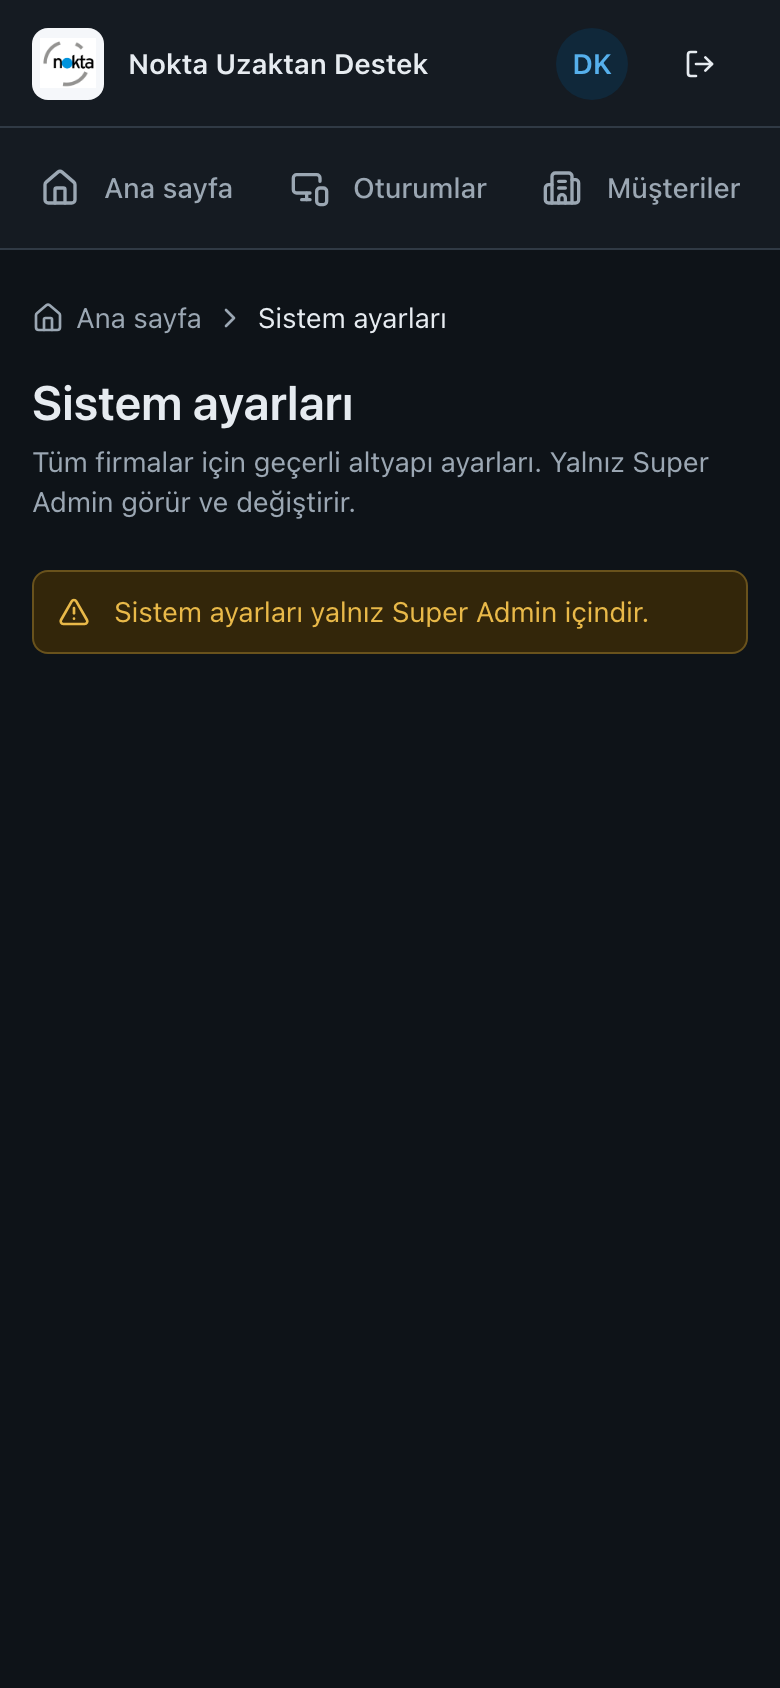 nokta
Nokta Uzaktan Destek
DK
Ana sayfa
Oturumlar
Müşteriler
Ana sayfa
Sistem ayarları
Sistem ayarları
Tüm firmalar için geçerli altyapı ayarları. Yalnız Super
Admin görür ve değiştirir.
Sistem ayarları yalnız Super Admin içindir.